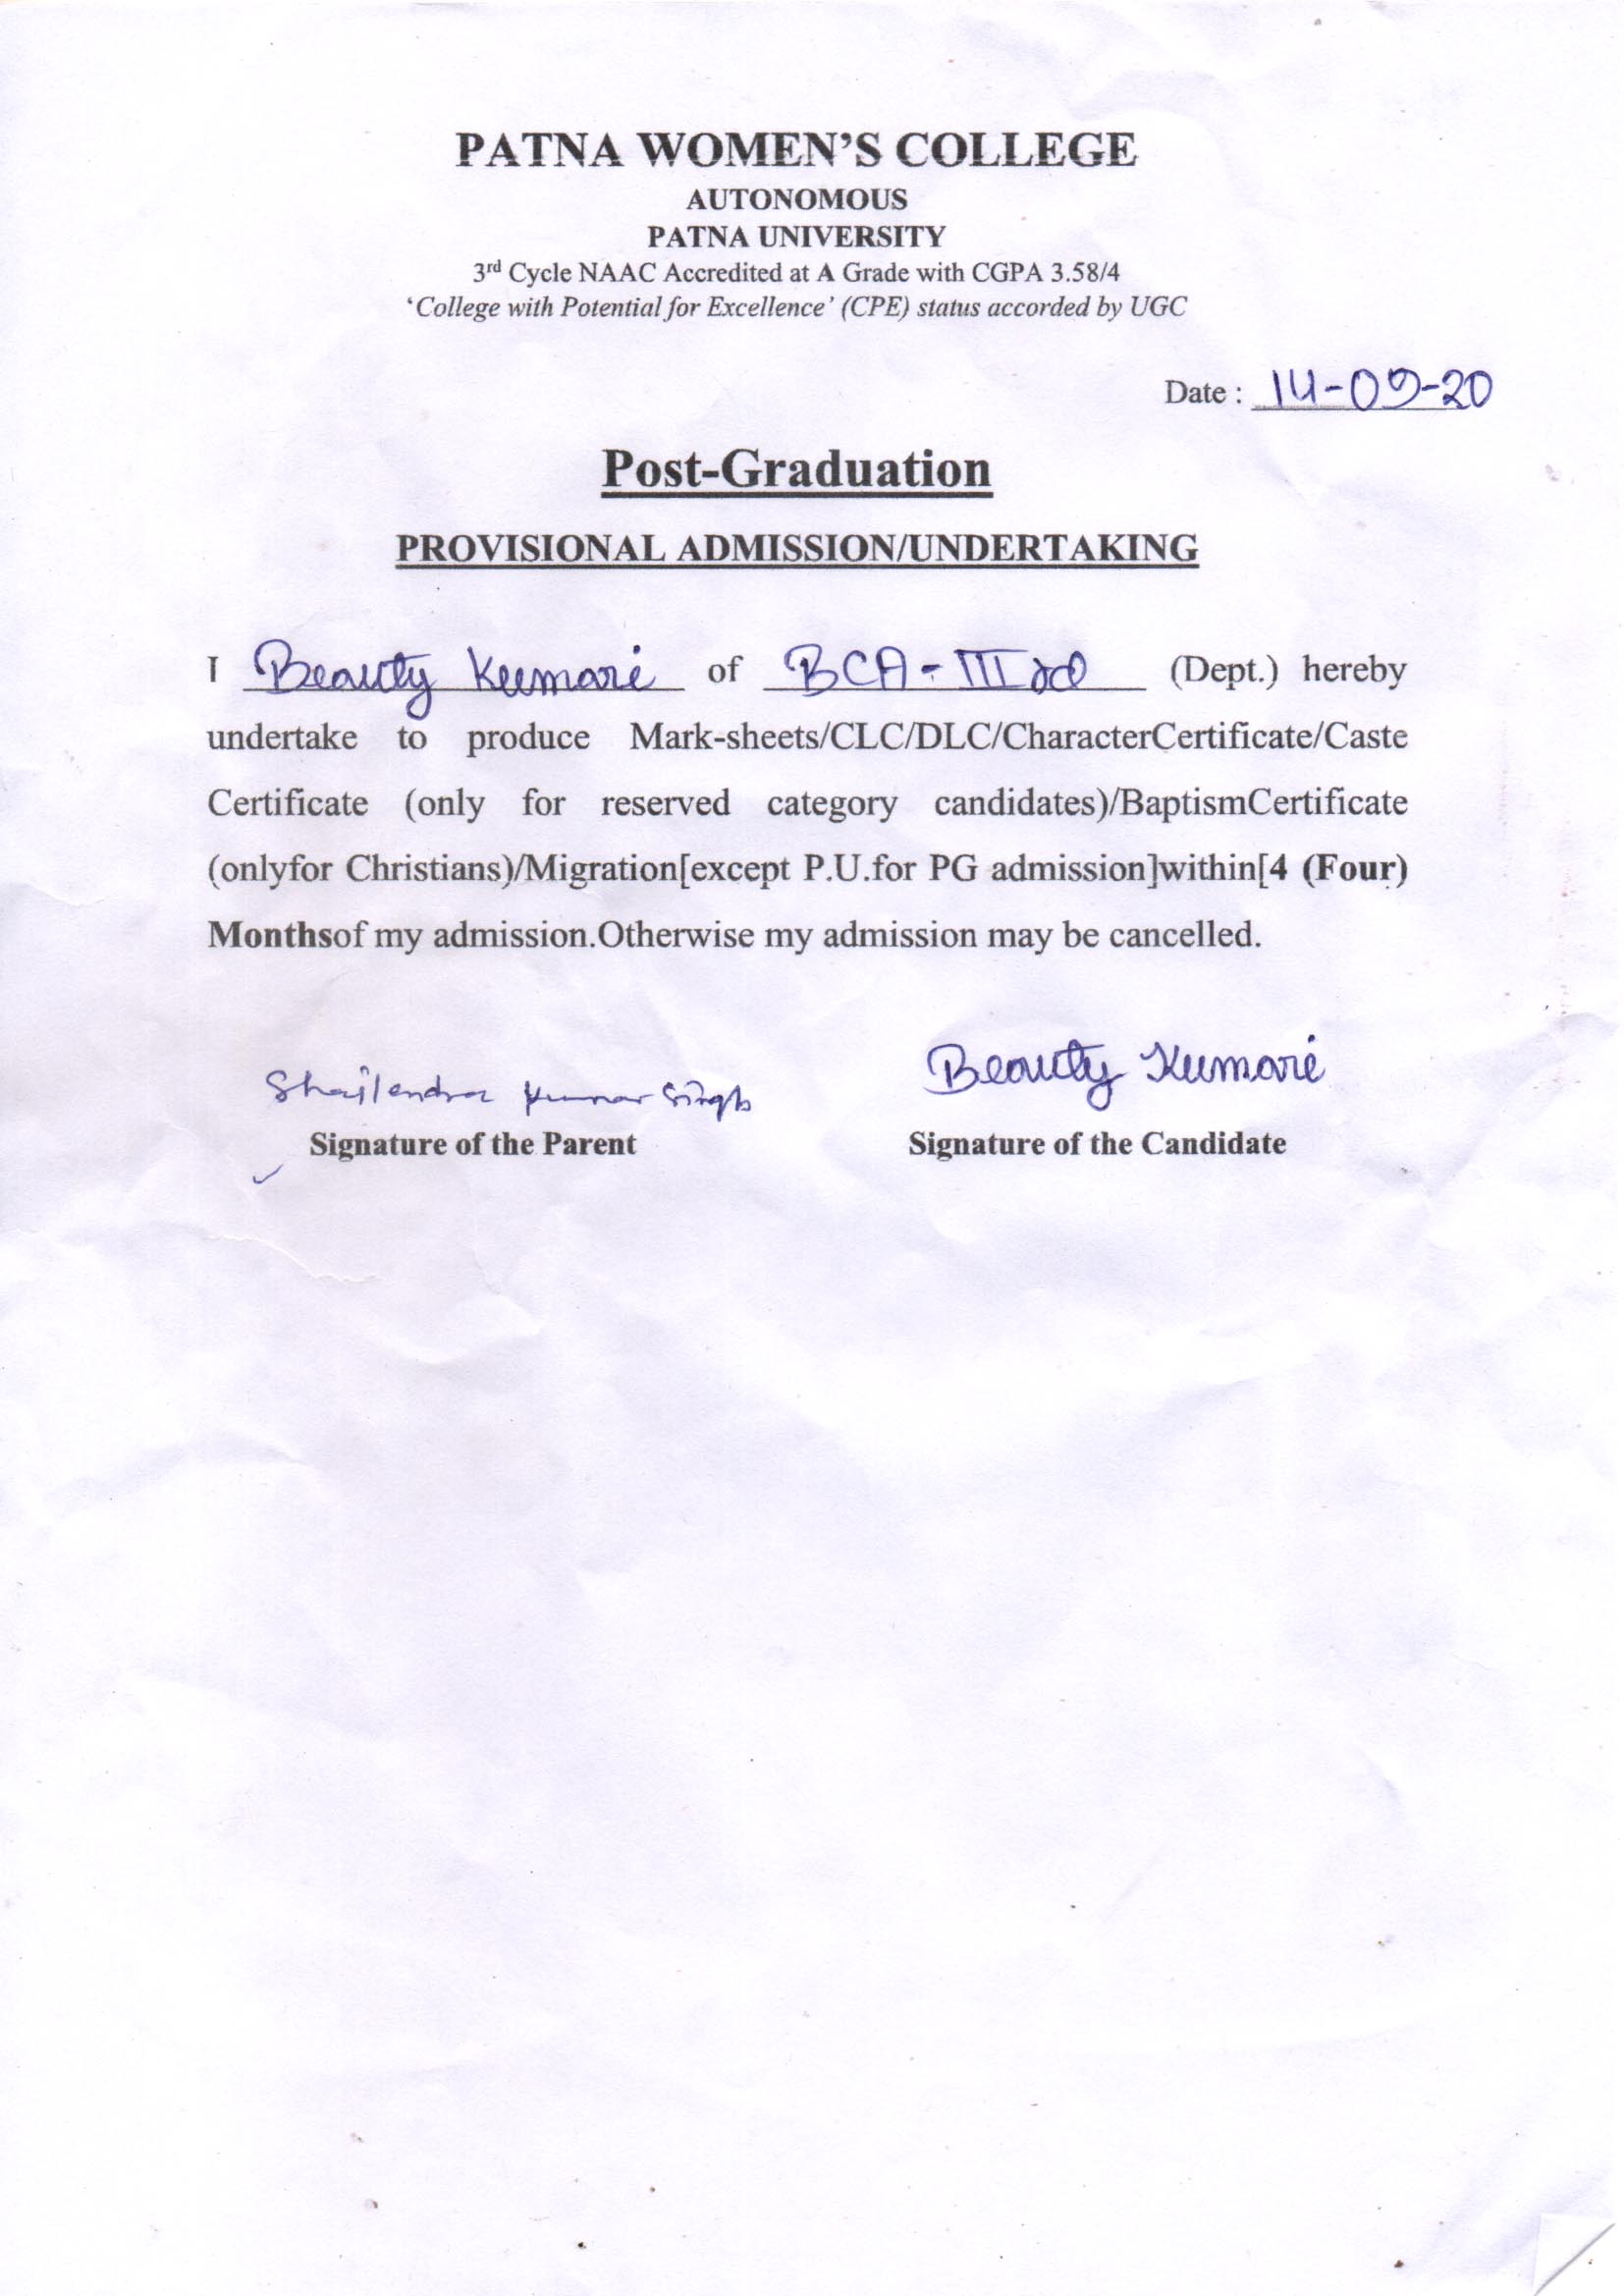 PATNA WOMEN'S COLLEGE
AUTONOMOUS
PATNA UNIVERSITY
3rd Cycle NAAC Accredited at A Grade with CGPA 3.58/4
'College with Potential for Excellence' (CPE) status accorded by UGC
Date : 14-09-20
Post-Graduation
PROVISIONAL ADMISSION/UNDERTAKING
I Beauty Kumari of BCA - III rd (Dept.) hereby
undertake to produce Mark-sheets/CLC/DLC/CharacterCertificate/Caste
Certificate (only for reserved category candidates)/BaptismCertificate
(onlyfor Christians)/Migration[except P.U.for PG admission]within[4 (Four)
Monthsof my admission.Otherwise my admission may be cancelled.
Shailendra Kumar Singh Beauty Kumari
Signature of the Parent Signature of the Candidate